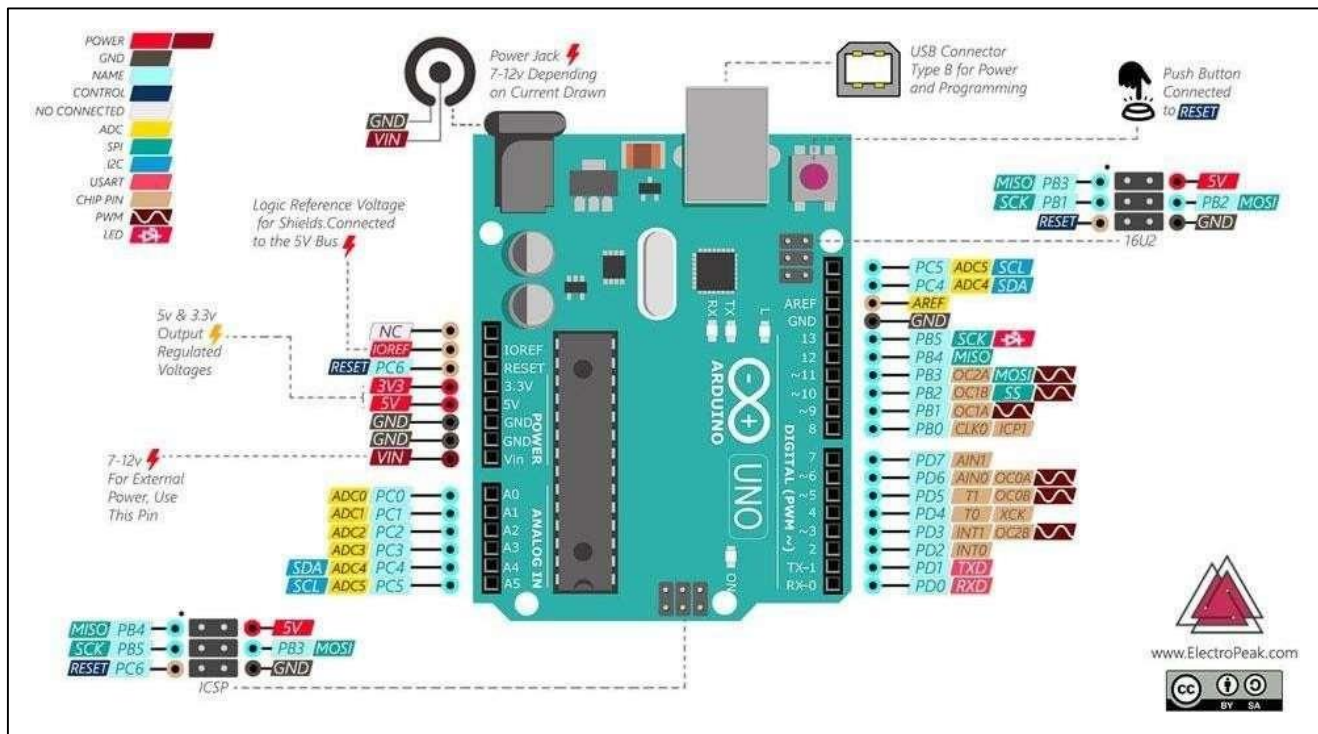 POWER
GND
NAME
CONTROL
NO CONNECTED
ADC
SPI
I2C
USART
CHIP PIN
PWM
LED
Power Jack
7-12v Depending
on Current Drawn
GND
VIN
USB Connector
Type B for Power
and Programming
Push Button
Connected
to RESET
MISO PB3 5V
SCK PB1 PB2 MOSI
RESET GND
16U2
Logic Reference Voltage
for Shields.Connected
to the 5V Bus
5v & 3.3v
Output
Regulated
Voltages
7-12v
For External
Power, Use
This Pin
NC
IOREF
RESET PC6
3V3
5V
GND
GND
VIN
ADC0 PC0
ADC1 PC1
ADC2 PC2
ADC3 PC3
SDA ADC4 PC4
SCL ADC5 PC5
IOREF
RESET
3.3V
5V
GND
GND
Vin
POWER
A0
A1
A2
A3
A4
A5
ANALOG IN
RX
TX
L
ARDUINO
UNO
ON
DIGITAL (PWM ~)
AREF
GND
13
12
~11
~10
~9
8
7
~6
~5
4
~3
2
TX-1
RX-0
PC5 ADC5 SCL
PC4 ADC4 SDA
AREF
GND
PB5 SCK
PB4 MISO
PB3 OC2A MOSI
PB2 OC1B SS
PB1 OC1A
PB0 CLK0 ICP1
PD7 AIN1
PD6 AIN0 OC0A
PD5 T1 OC0B
PD4 T0 XCK
PD3 INT1 OC2B
PD2 INT0
PD1 TXD
PD0 RXD
MISO PB4 5V
SCK PB5 PB3 MOSI
RESET PC6 GND
ICSP
www.ElectroPeak.com
cc
BY SA